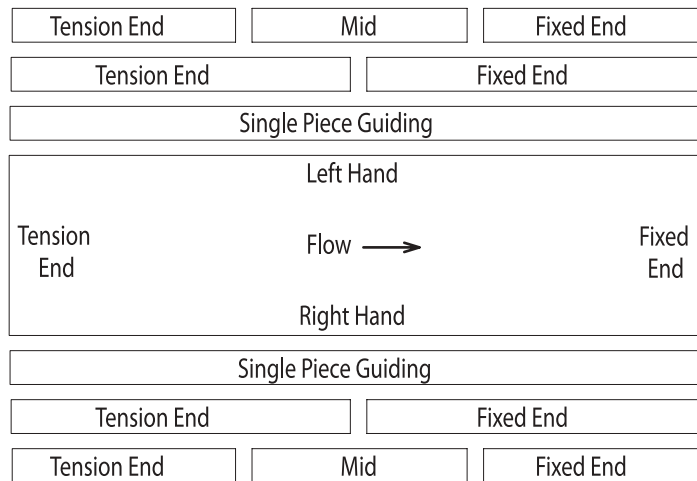 Tension End Mid Fixed End
Tension End Fixed End
Single Piece Guiding
Left Hand
Tension End
Flow
Fixed End
Right Hand
Single Piece Guiding
Tension End Fixed End
Tension End Mid Fixed End